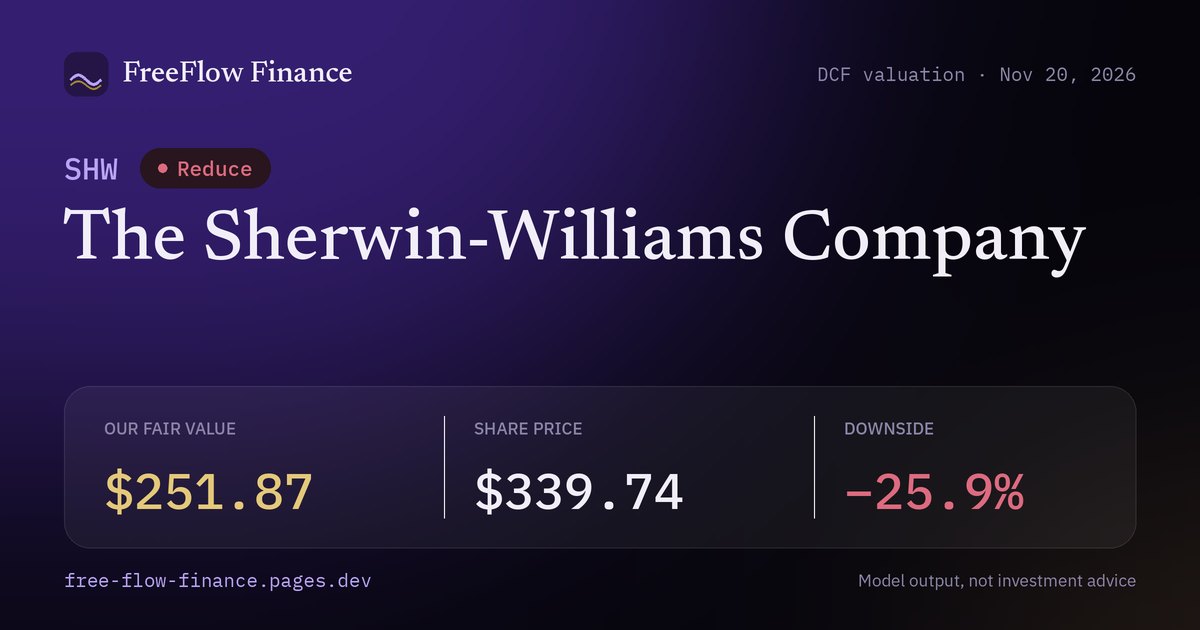 FreeFlow Finance
DCF valuation · Nov 20, 2026
SHW
Reduce
The Sherwin-Williams Company
OUR FAIR VALUE
$251.87
SHARE PRICE
$339.74
DOWNSIDE
−25.9%
free-flow-finance.pages.dev
Model output, not investment advice